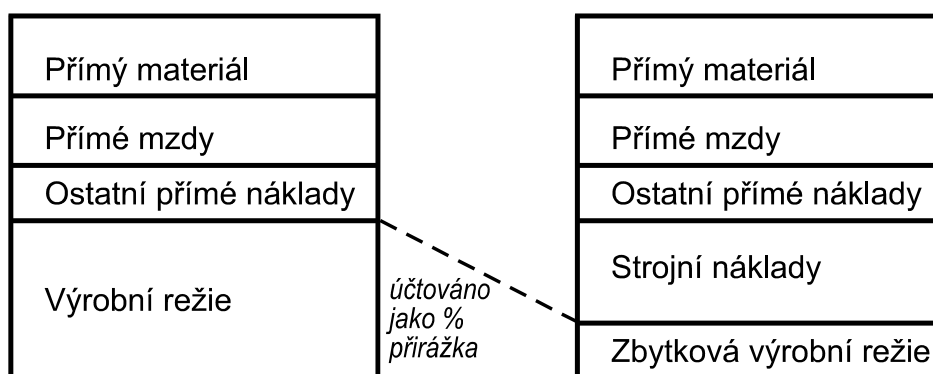 Přímý materiál
Přímé mzdy
Ostatní přímé náklady
Výrobní režie
účtováno
jako %
přirážka
Přímý materiál
Přímé mzdy
Ostatní přímé náklady
Strojní náklady
Zbytková výrobní režie